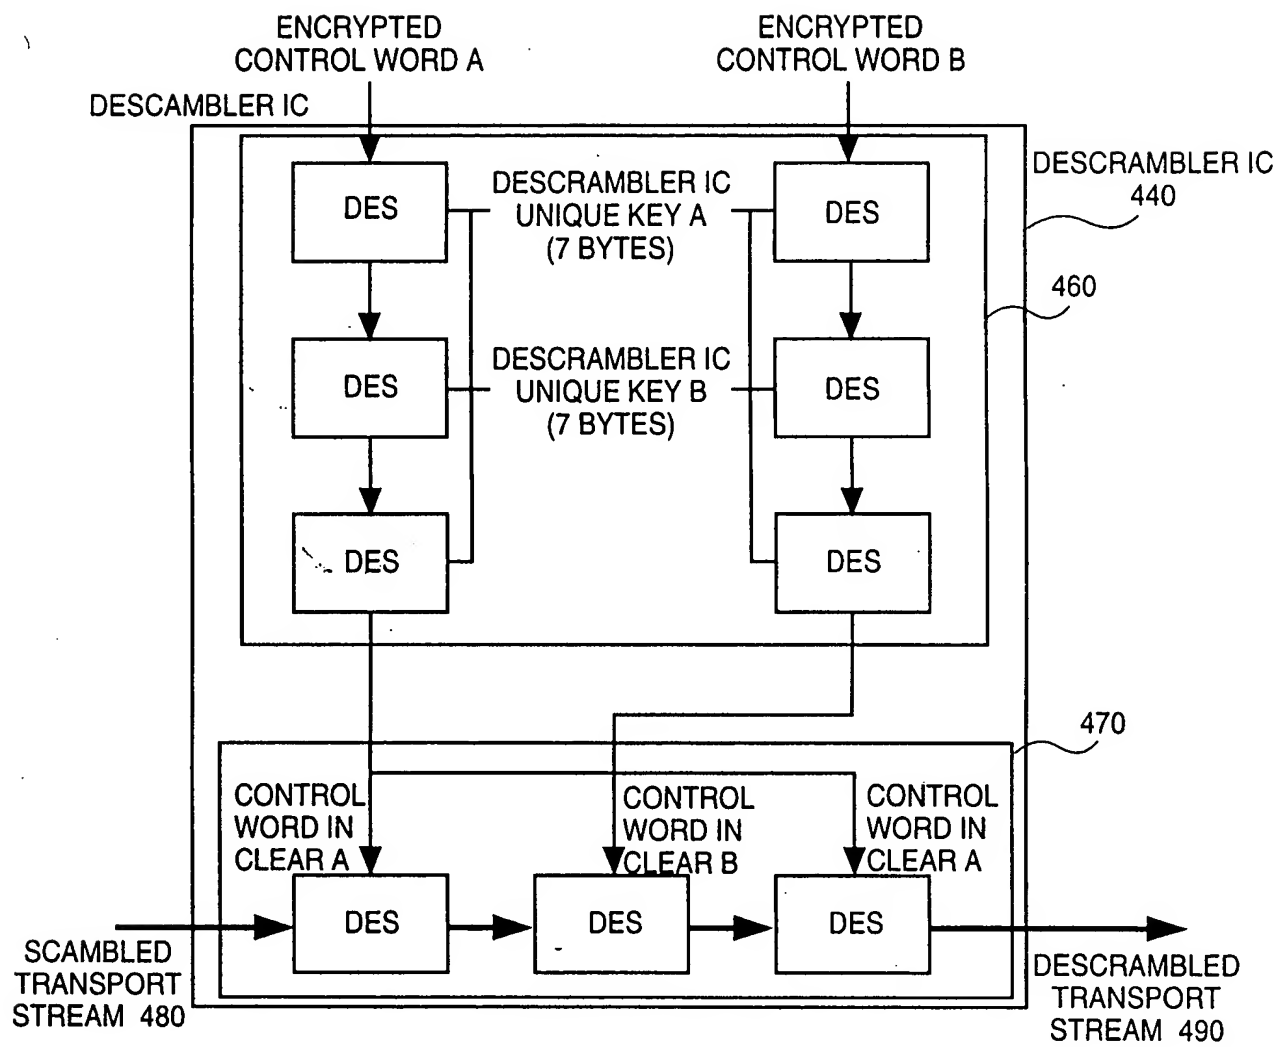 ENCRYPTED
CONTROL WORD A
ENCRYPTED
CONTROL WORD B
DESCAMBLER IC
DESCRAMBLER IC
440
460
DES
DESCRAMBLER IC
UNIQUE KEY A
(7 BYTES)
DES
DES
DESCRAMBLER IC
UNIQUE KEY B
(7 BYTES)
DES
DES
DES
470
CONTROL
WORD IN
CLEAR A
CONTROL
WORD IN
CLEAR B
CONTROL
WORD IN
CLEAR A
DES
DES
DES
SCAMBLED
TRANSPORT
STREAM 480
DESCRAMBLED
TRANSPORT
STREAM 490